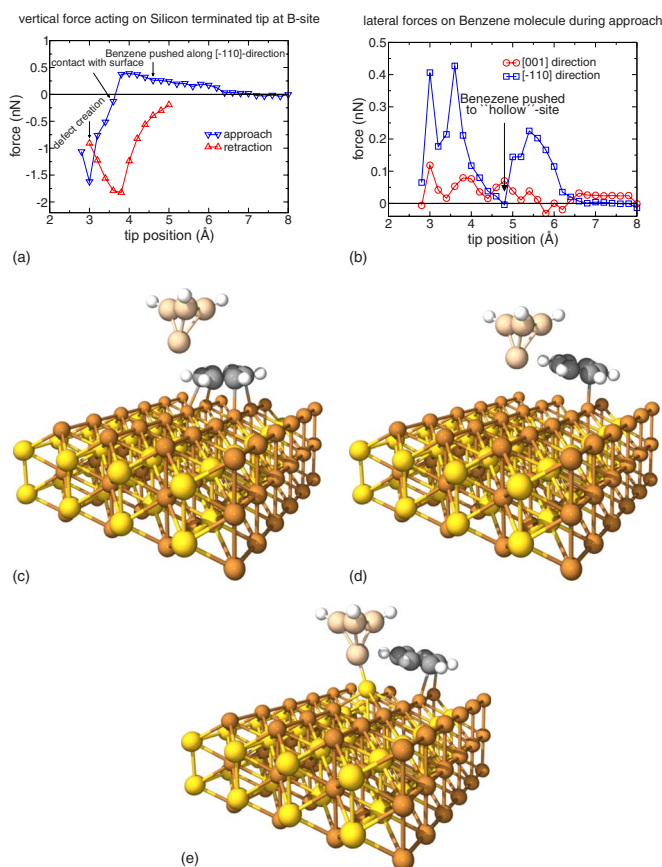 vertical force acting on Silicon terminated tip at B-site
lateral forces on Benzene molecule during approach
1
0.5
0
-0.5
-1
-1.5
-2
force (nN)
Benzene pushed along [-110]-direction
contact with surface
defect creation
approach
retraction
2 3 4 5 6 7 8
tip position (Å)
(a)
0.5
0.4
0.3
0.2
0.1
0
force (nN)
[001] direction
[-110] direction
Benezene pushed
to ``hollow``-site
2 3 4 5 6 7 8
tip position (Å)
(b)
(c)
(d)
(e)